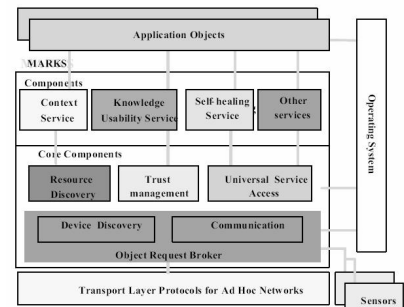 Application Objects
MARKS
Components
Context
Service
Knowledge
Usability Service
Self-healing
Service
Other
services
Operating System
Core Components
Resource
Discovery
Trust
management
Universal Service
Access
Device Discovery
Communication
Object Request Broker
Transport Layer Protocols for Ad Hoc Networks
Sensors